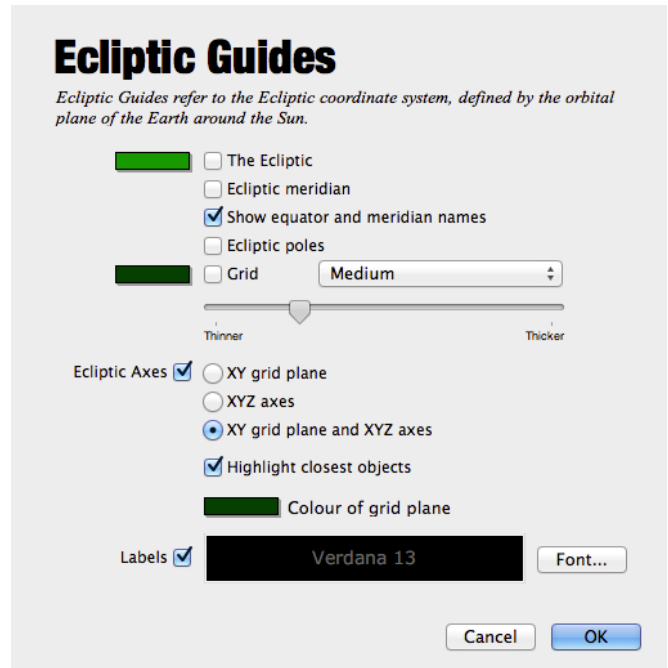 Ecliptic Guides
Ecliptic Guides refer to the Ecliptic coordinate system, defined by the orbital
plane of the Earth around the Sun.
The Ecliptic
Ecliptic meridian
Show equator and meridian names
Ecliptic poles
Grid Medium
Thinner Thicker
Ecliptic Axes XY grid plane
XYZ axes
XY grid plane and XYZ axes
Highlight closest objects
Colour of grid plane
Labels Verdana 13 Font...
Cancel OK